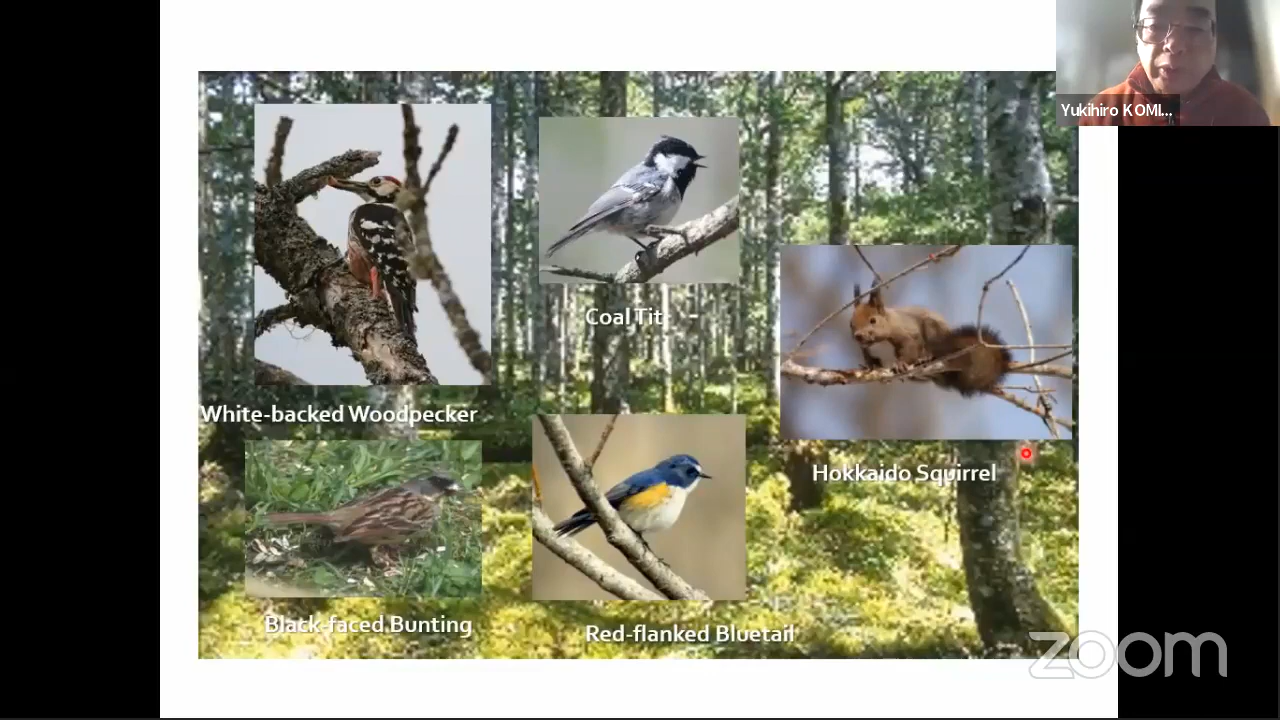 Yukihiro KOMI...
Coal Tit
White-backed Woodpecker
Hokkaido Squirrel
Black-faced Bunting
Red-flanked Bluetail
zoom